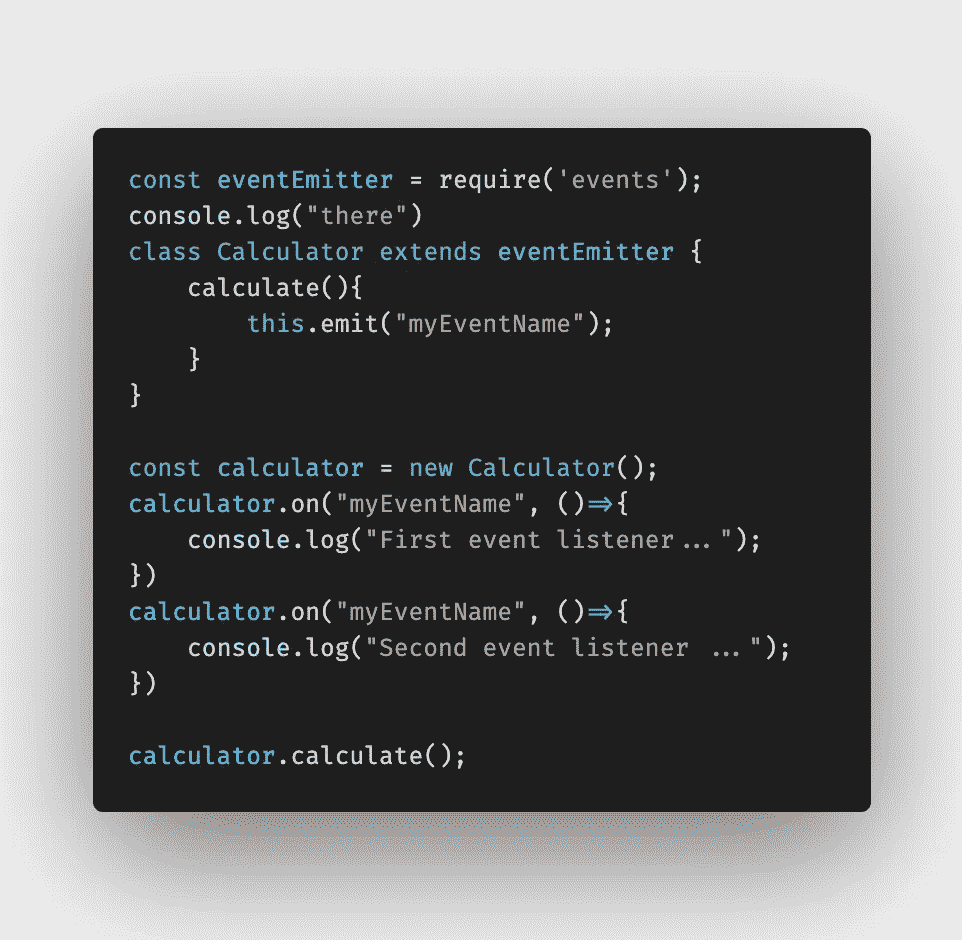 const eventEmitter = require('events');
console.log("there")
class Calculator extends eventEmitter {
    calculate(){
        this.emit("myEventName");
    }
}

const calculator = new Calculator();
calculator.on("myEventName", ()=>{
    console.log("First event listener...");
})
calculator.on("myEventName", ()=>{
    console.log("Second event listener ...");
})

calculator.calculate();